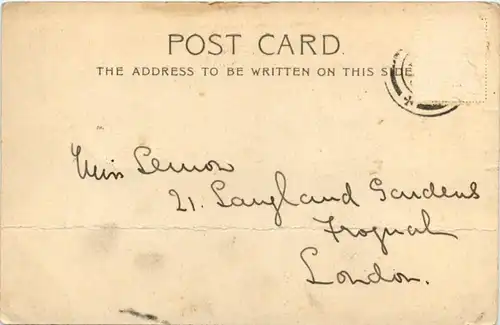 POST CARD.
THE ADDRESS TO BE WRITTEN ON THIS SIDE
Miss Lemon
21. Langland Gardens
Frognal
London.